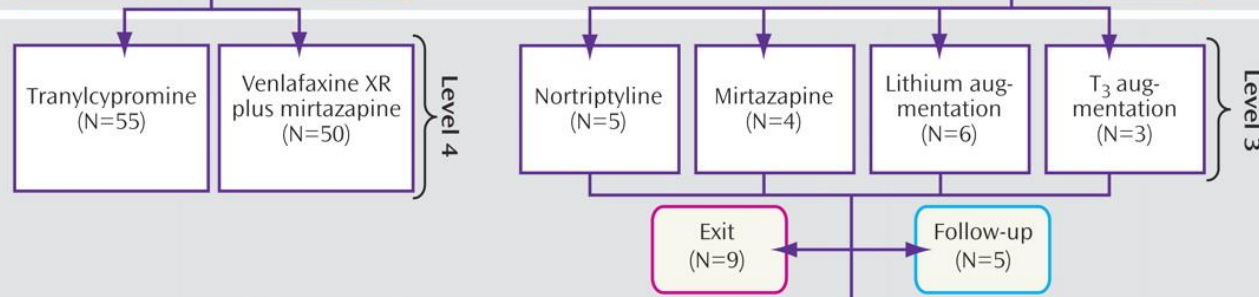 Tranylcypromine
(N=55)
Venlafaxine XR
plus mirtazapine
(N=50)
Level 4
Nortriptyline
(N=5)
Mirtazapine
(N=4)
Lithium aug-
mentation
(N=6)
T₃ aug-
mentation
(N=3)
Level 3
Exit
(N=9)
Follow-up
(N=5)